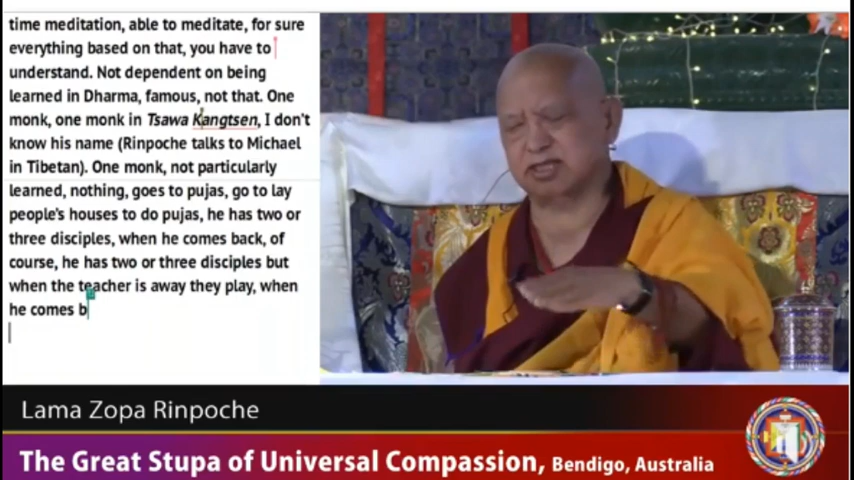 time meditation, able to meditate, for sure
everything based on that, you have to
understand. Not dependent on being
learned in Dharma, famous, not that. One
monk, one monk in Tsawa Kangtsen, I don't
know his name (Rinpoche talks to Michael
in Tibetan). One monk, not particularly
learned, nothing, goes to pujas, go to lay
people's houses to do pujas, he has two or
three disciples, when he comes back, of
course, he has two or three disciples but
when the teacher is away they play, when
he comes b
Lama Zopa Rinpoche
The Great Stupa of Universal Compassion, Bendigo, Australia